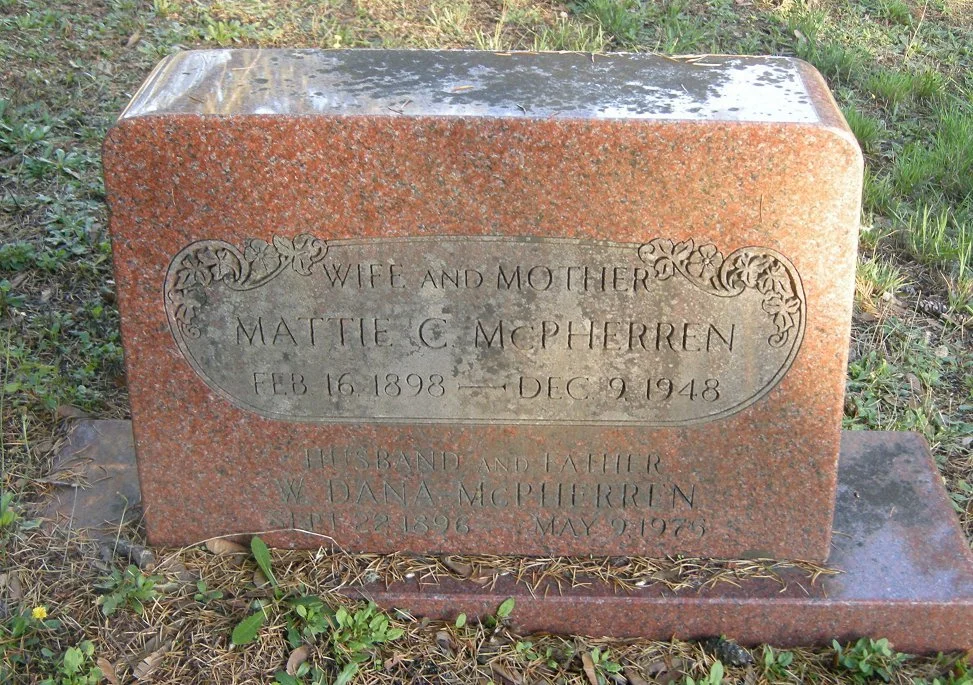 WIFE AND MOTHER
MATTIE C. McPHERREN
FEB. 16, 1898 — DEC. 9, 1948
HUSBAND AND FATHER
W. DANA McPHERREN
SEPT. 22, 1896 MAY 9, 1975